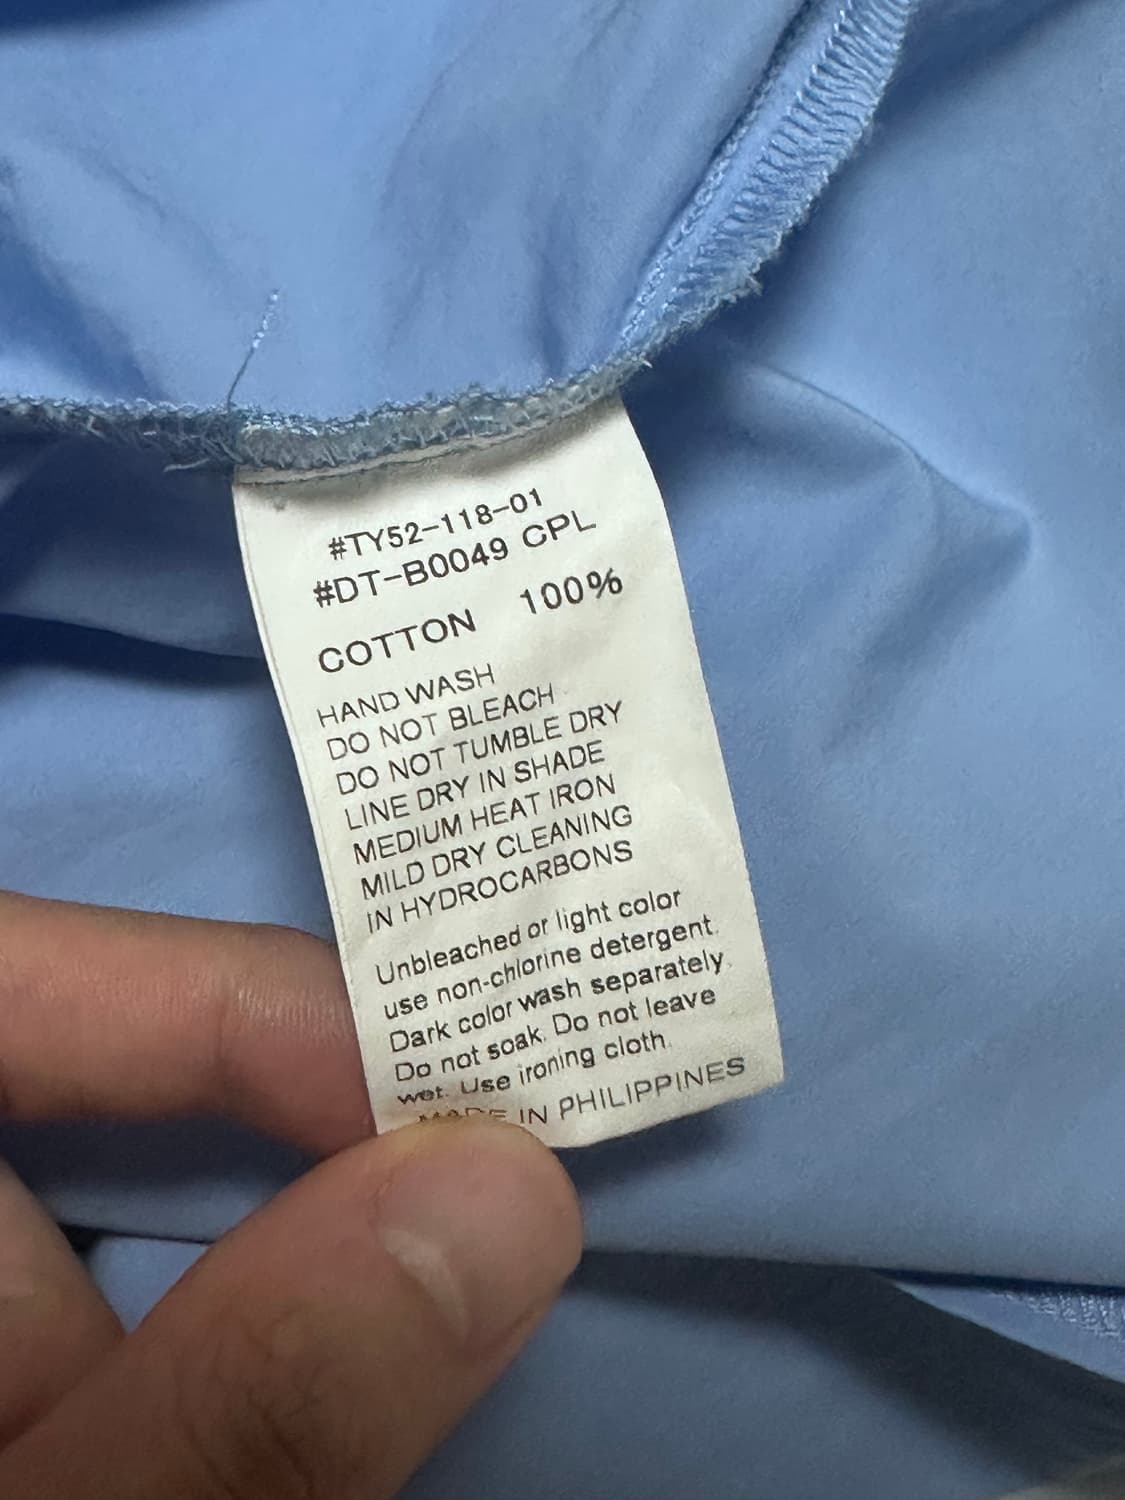 #TY52-118-01
#DT-B0049 CPL
COTTON 100%
HAND WASH
DO NOT BLEACH
DO NOT TUMBLE DRY
LINE DRY IN SHADE
MEDIUM HEAT IRON
MILD DRY CLEANING
IN HYDROCARBONS
Unbleached or light color
use non-chlorine detergent.
Dark color wash separately.
Do not soak. Do not leave
wet. Use ironing cloth.
MADE IN PHILIPPINES